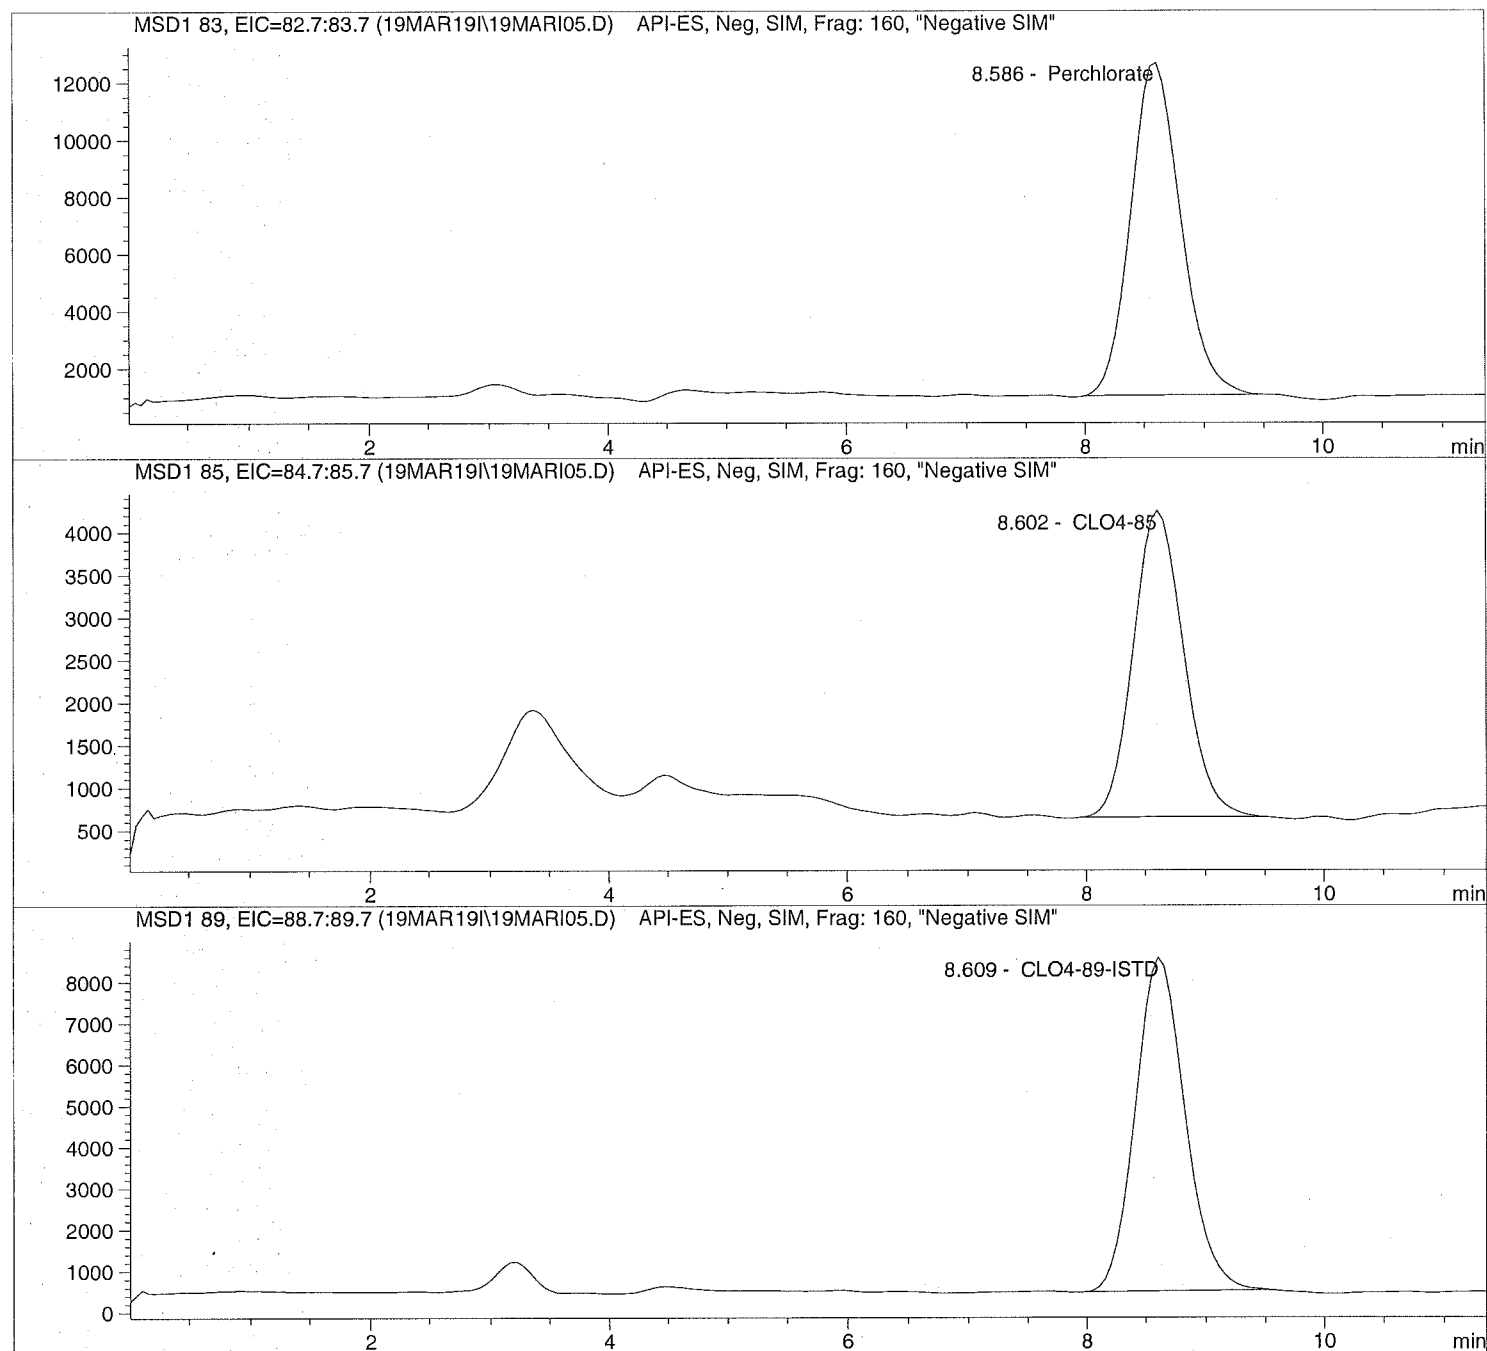 MSD1 83, EIC=82.7:83.7 (19MAR19I\19MARI05.D) API-ES, Neg, SIM, Frag: 160, "Negative SIM"
8.586 - Perchlorate
12000
10000
8000
6000
4000
2000
2 4 6 8 10 min
MSD1 85, EIC=84.7:85.7 (19MAR19I\19MARI05.D) API-ES, Neg, SIM, Frag: 160, "Negative SIM"
8.602 - CLO4-85
4000
3500
3000
2500
2000
1500
1000
500
2 4 6 8 10 min
MSD1 89, EIC=88.7:89.7 (19MAR19I\19MARI05.D) API-ES, Neg, SIM, Frag: 160, "Negative SIM"
8.609 - CLO4-89-ISTD
8000
7000
6000
5000
4000
3000
2000
1000
0
2 4 6 8 10 min